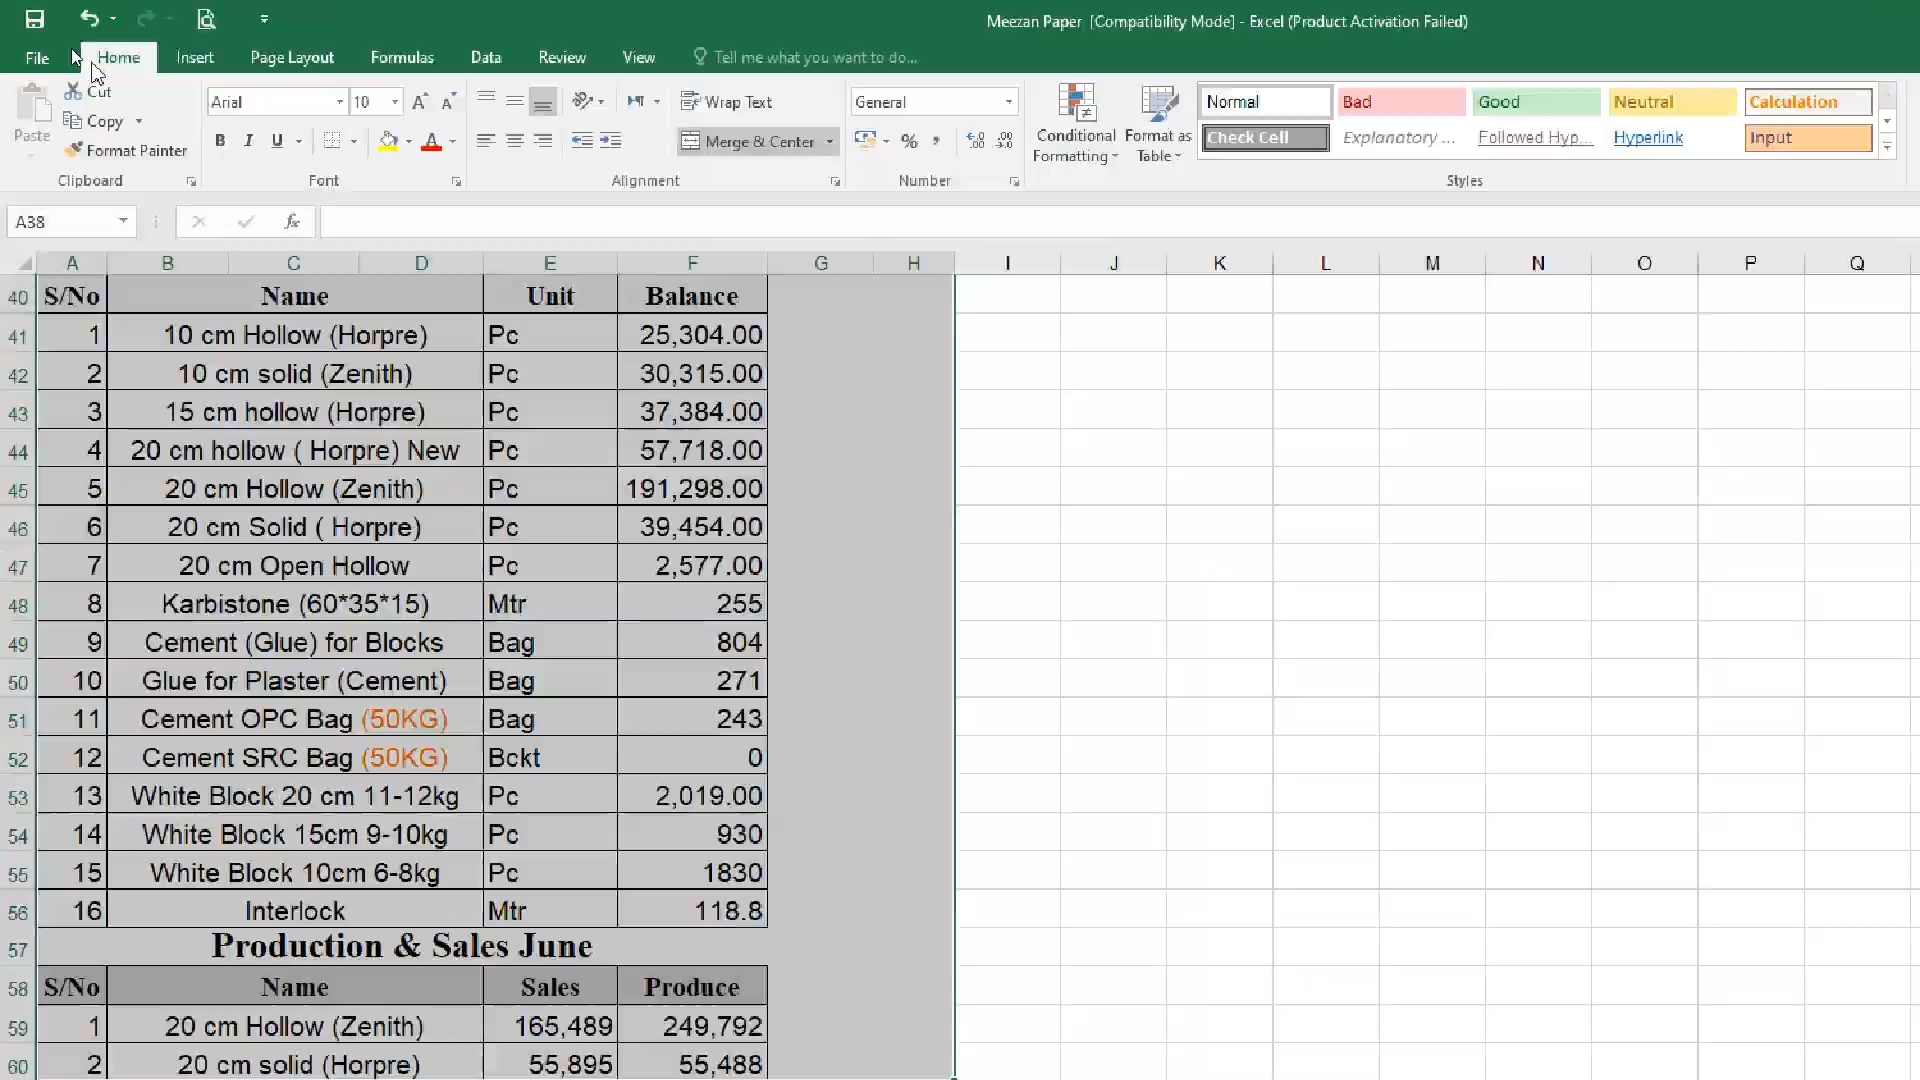 Meezan Paper  [Compatibility Mode] - Excel (Product Activation Failed)
File Home Insert Page Layout Formulas Data Review View Tell me what you want to do...
Paste Cut Copy Format Painter
Arial 10
B I U A
Wrap Text
Merge & Center
General
% ,
Conditional Formatting
Format as Table
Normal Bad Good Neutral Calculation
Check Cell Explanatory ... Followed Hyp... Hyperlink Input
Clipboard Font Alignment Number Styles
A38 fx
A B C D E F G H I J K L M N O P Q
40 S/No Name Unit Balance
41 1 10 cm Hollow (Horpre) Pc 25,304.00
42 2 10 cm solid (Zenith) Pc 30,315.00
43 3 15 cm hollow (Horpre) Pc 37,384.00
44 4 20 cm hollow ( Horpre) New Pc 57,718.00
45 5 20 cm Hollow (Zenith) Pc 191,298.00
46 6 20 cm Solid ( Horpre) Pc 39,454.00
47 7 20 cm Open Hollow Pc 2,577.00
48 8 Karbistone (60*35*15) Mtr 255
49 9 Cement (Glue) for Blocks Bag 804
50 10 Glue for Plaster (Cement) Bag 271
51 11 Cement OPC Bag (50KG) Bag 243
52 12 Cement SRC Bag (50KG) Bckt 0
53 13 White Block 20 cm 11-12kg Pc 2,019.00
54 14 White Block 15cm 9-10kg Pc 930
55 15 White Block 10cm 6-8kg Pc 1830
56 16 Interlock Mtr 118.8
57 Production & Sales June
58 S/No Name Sales Produce
59 1 20 cm Hollow (Zenith) 165,489 249,792
60 2 20 cm solid (Horpre) 55,895 55,488